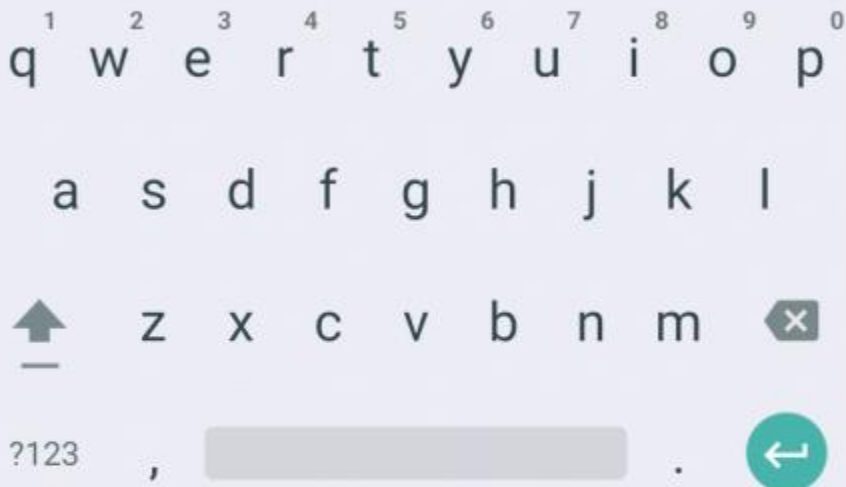 1 2 3 4 5 6 7 8 9 0
q w e r t y u i o p
a s d f g h j k l
z x c v b n m
?123 , .